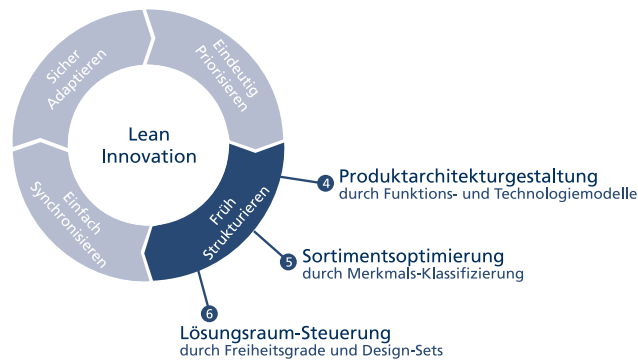 Sicher
Adaptieren
Eindeutig
Priorisieren
Lean
Innovation
Einfach
Synchronisieren
Früh
Strukturieren
4 Produktarchitekturgestaltung
durch Funktions- und Technologiemodelle
5 Sortimentsoptimierung
durch Merkmals-Klassifizierung
6
Lösungsraum-Steuerung
durch Freiheitsgrade und Design-Sets